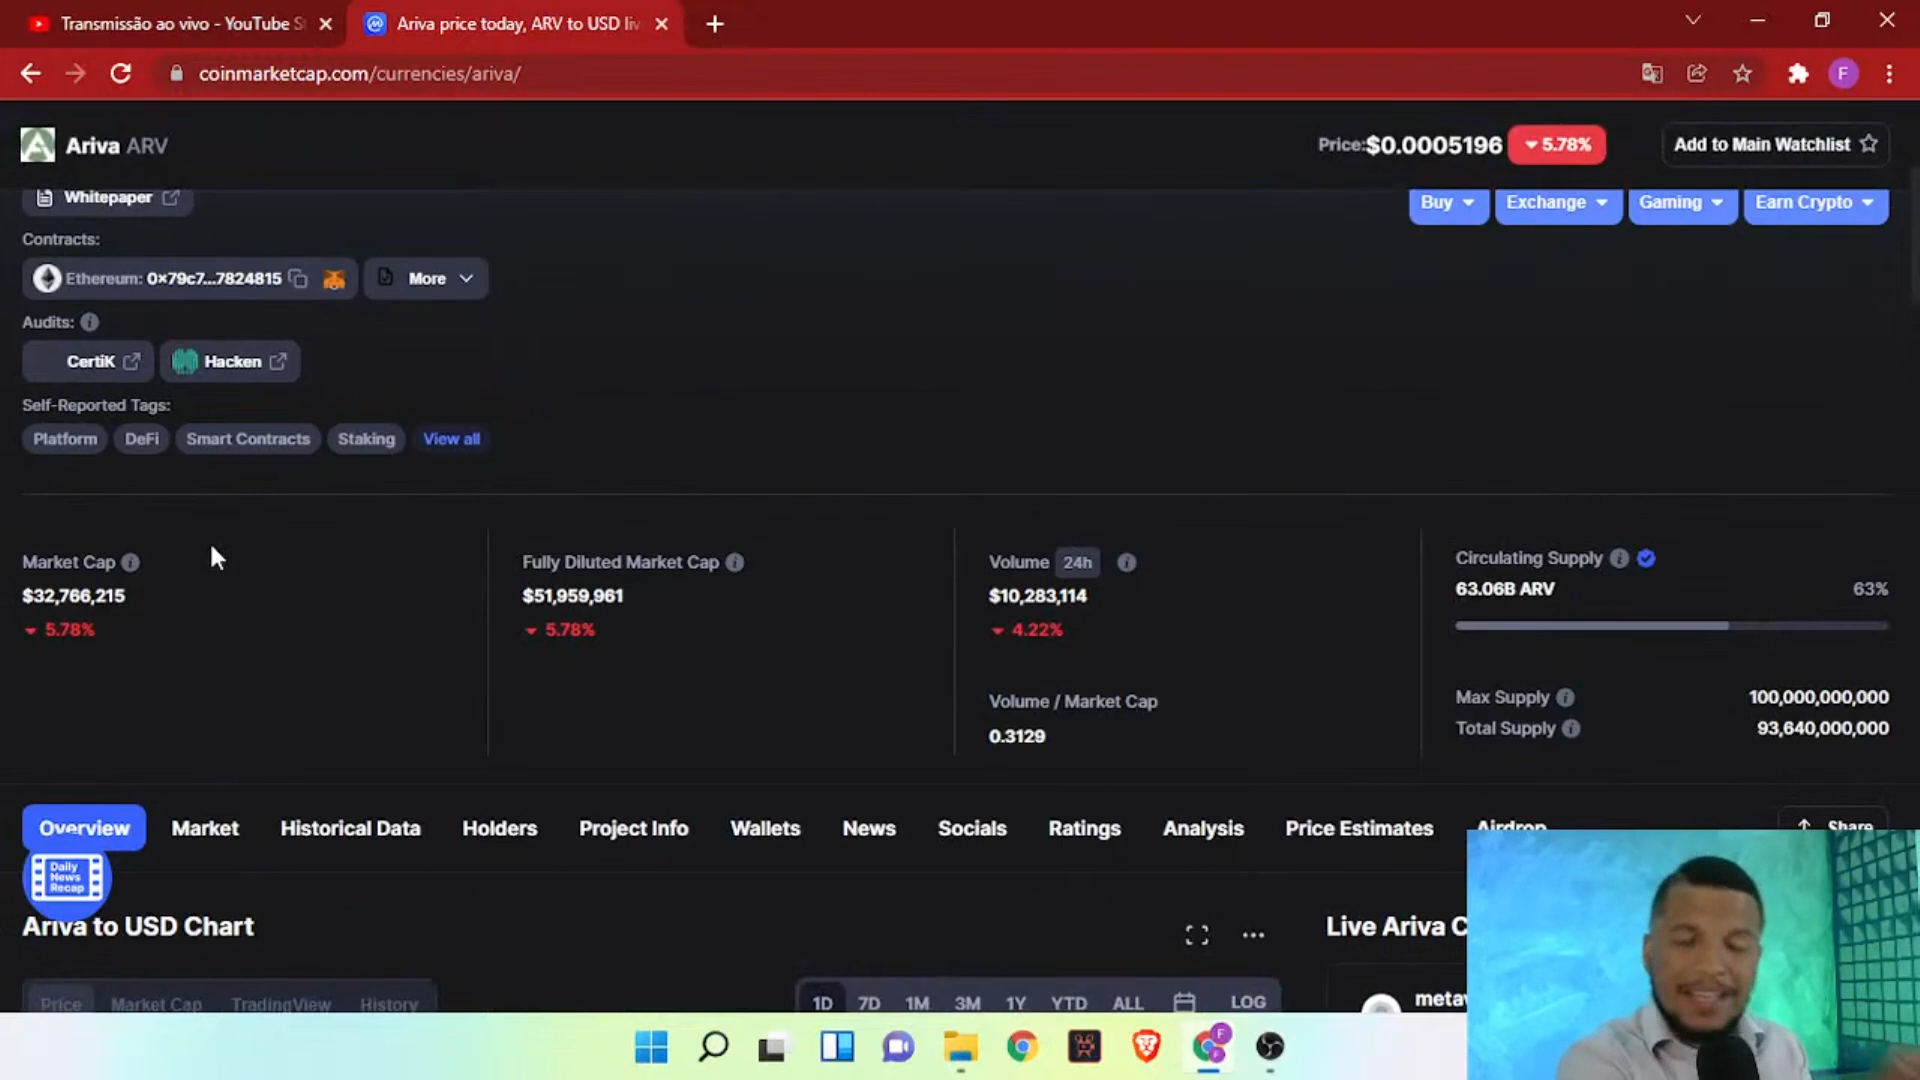 Transmissão ao vivo - YouTube S
Ariva price today, ARV to USD liv
coinmarketcap.com/currencies/ariva/
F
Ariva ARV
Price:$0.0005196
5.78%
Add to Main Watchlist
Whitepaper
Buy
Exchange
Gaming
Earn Crypto
Contracts:
Ethereum: 0x79c7...7824815
More
Audits:
CertiK
Hacken
Self-Reported Tags:
Platform
DeFi
Smart Contracts
Staking
View all
Market Cap
$32,766,215
5.78%
Fully Diluted Market Cap
$51,959,961
5.78%
Volume 24h
$10,283,114
4.22%
Volume / Market Cap
0.3129
Circulating Supply
63.06B ARV
63%
Max Supply
100,000,000,000
Total Supply
93,640,000,000
Overview
Market
Historical Data
Holders
Project Info
Wallets
News
Socials
Ratings
Analysis
Price Estimates
Airdrop
Share
Daily
News
Recap
Ariva to USD Chart
Live Ariva C
Price
Market Cap
TradingView
History
1D
7D
1M
3M
1Y
YTD
ALL
LOG
metav
F
F